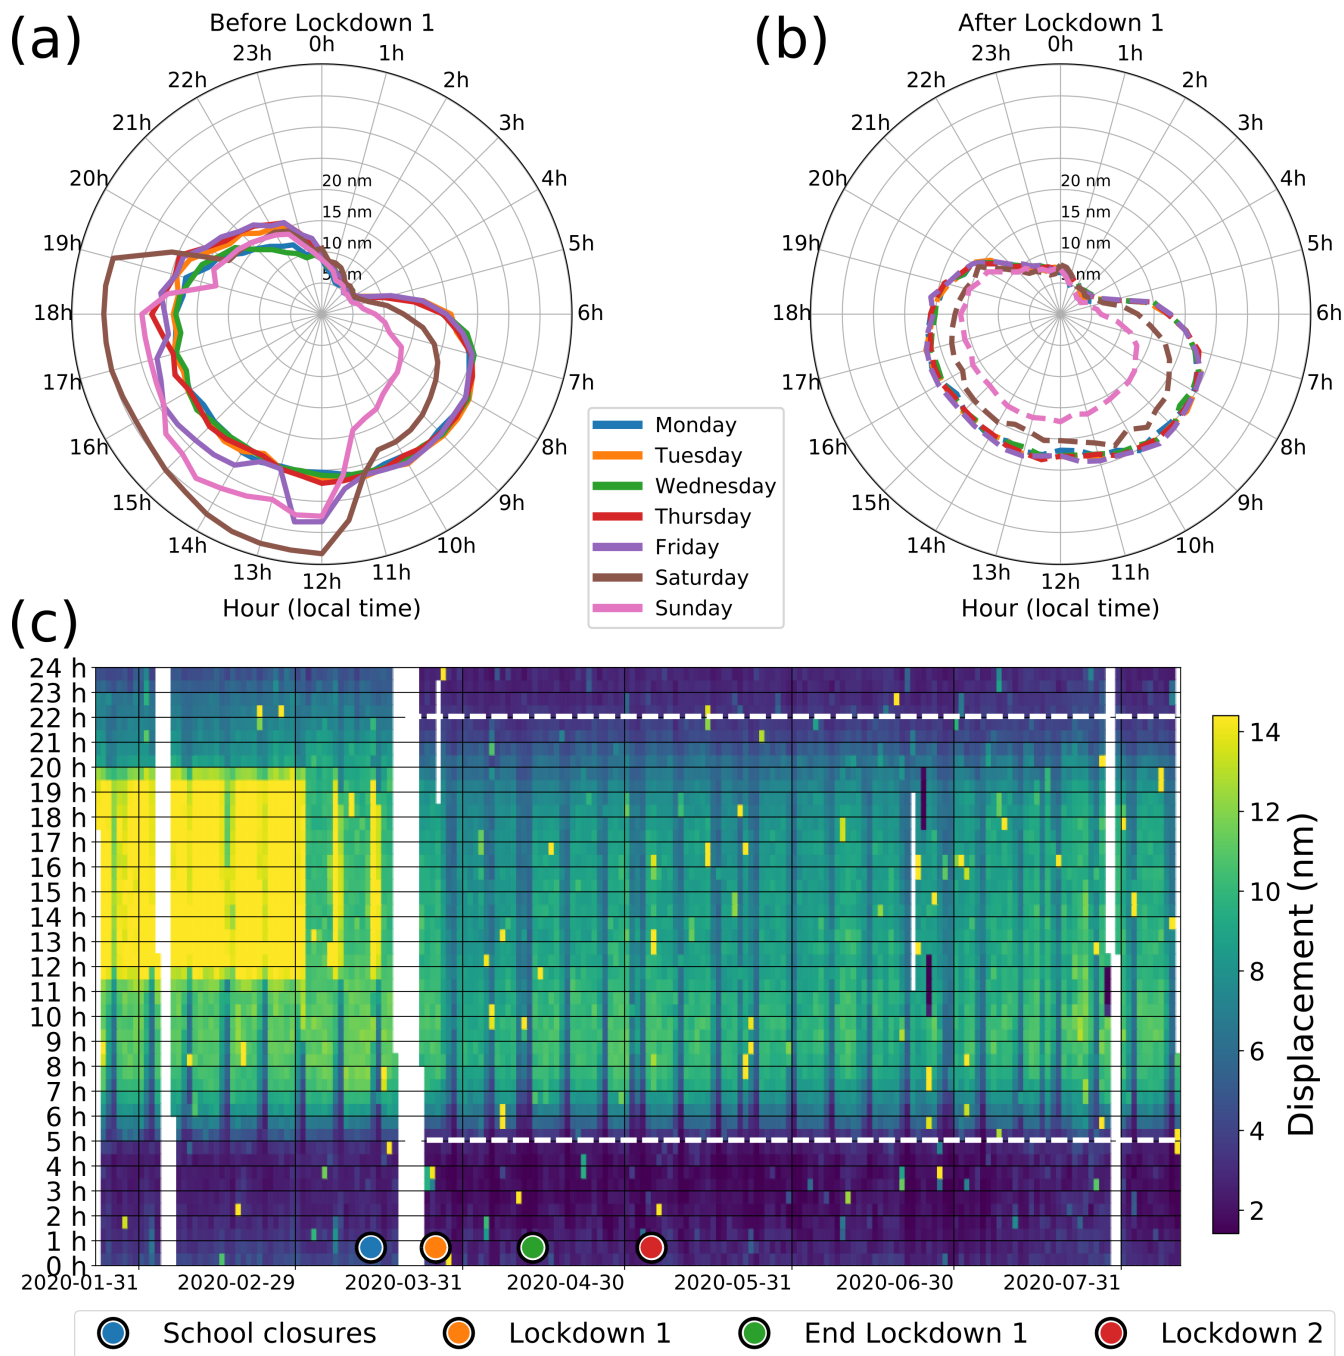 (a)
Before Lockdown 1
0h
1h
2h
3h
4h
5h
6h
7h
8h
9h
10h
11h
12h
13h
14h
15h
16h
17h
18h
19h
20h
21h
22h
23h
20 nm
15 nm
10 nm
5 nm
Hour (local time)
(b)
After Lockdown 1
0h
1h
2h
3h
4h
5h
6h
7h
8h
9h
10h
11h
12h
13h
14h
15h
16h
17h
18h
19h
20h
21h
22h
23h
20 nm
15 nm
10 nm
5 nm
Hour (local time)
Monday
Tuesday
Wednesday
Thursday
Friday
Saturday
Sunday
(c)
24 h
23 h
22 h
21 h
20 h
19 h
18 h
17 h
16 h
15 h
14 h
13 h
12 h
11 h
10 h
9 h
8 h
7 h
6 h
5 h
4 h
3 h
2 h
1 h
0 h
2020-01-31
2020-02-29
2020-03-31
2020-04-30
2020-05-31
2020-06-30
2020-07-31
14
12
10
8
6
4
2
Displacement (nm)
School closures
Lockdown 1
End Lockdown 1
Lockdown 2